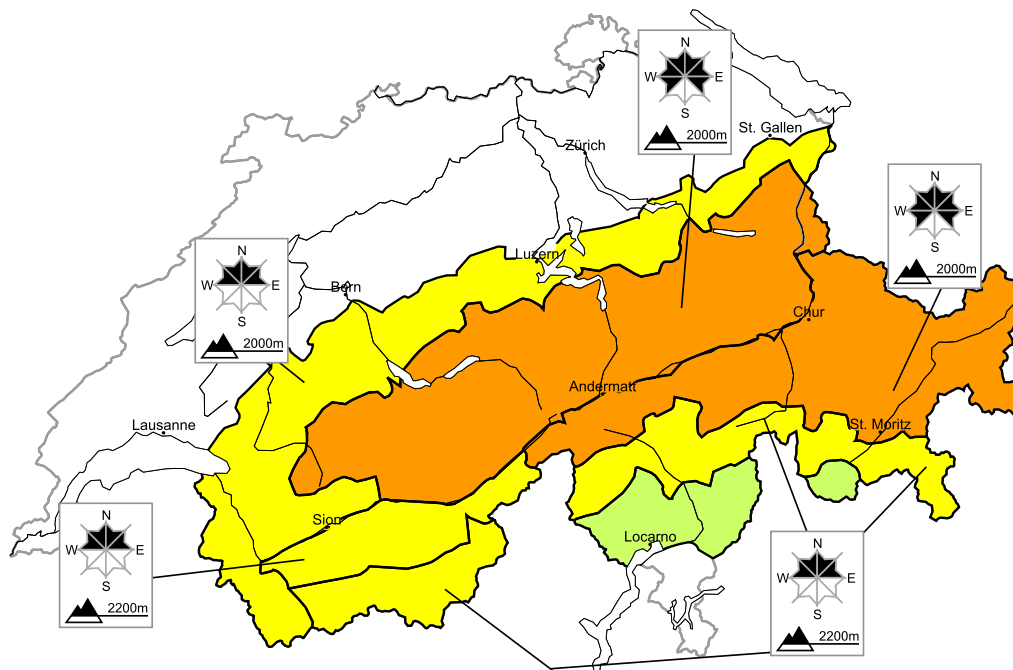 N
W E
S
2000m
St. Gallen
Zürich
N
W E
S
2000m
N
W E
S
2000m
Luzern
Bern
Chur
Andermatt
Lausanne
St. Moritz
Sion
N
W E
S
2200m
Locarno
N
W E
S
2200m